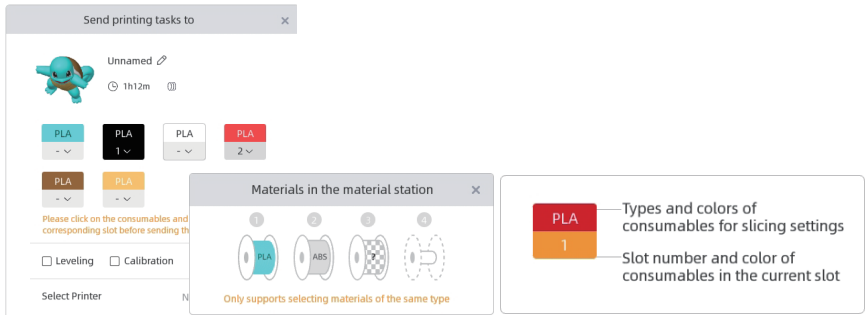 Send printing tasks to
Unnamed
1h12m
PLA PLA PLA PLA
- 1 - 2
PLA PLA
- -
Please click on the consumables and
corresponding slot before sending th
Leveling Calibration
Select Printer N
Materials in the material station
1 2 3 4
PLA ABS ?
Only supports selecting materials of the same type
PLA
1
Types and colors of
consumables for slicing settings
Slot number and color of
consumables in the current slot